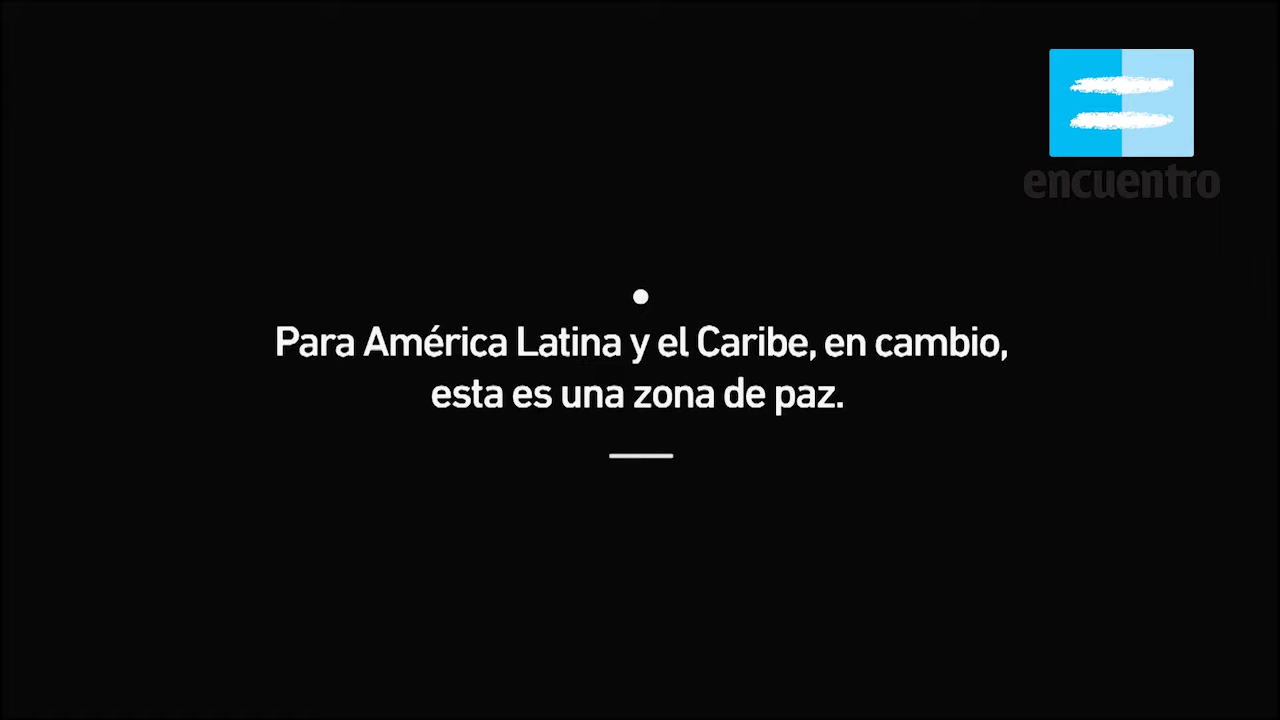 encuentro
Para América Latina y el Caribe, en cambio,
esta es una zona de paz.